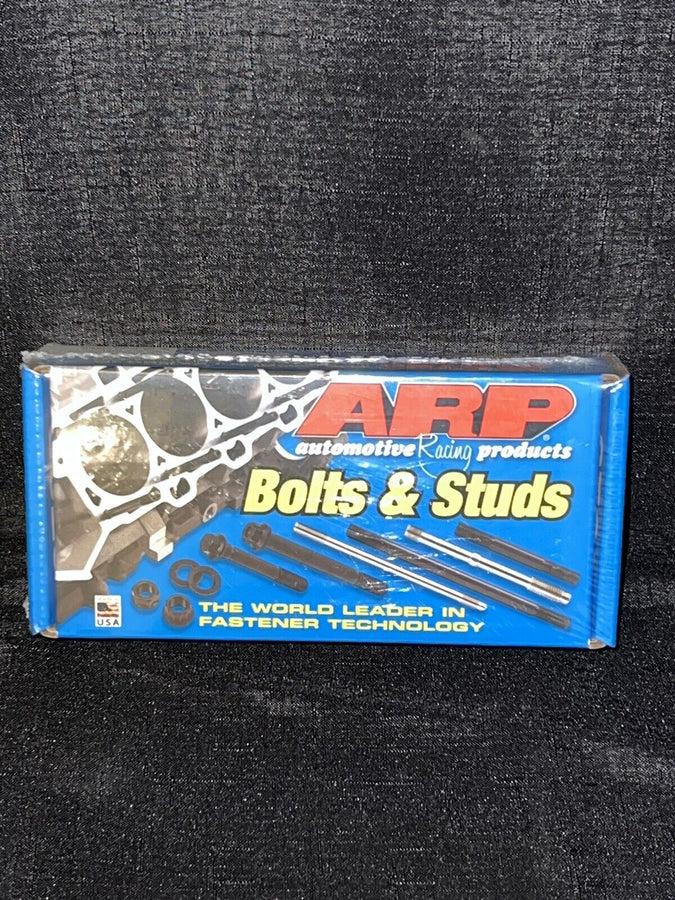 ARP
®
automotive Racing products
Bolts & Studs
THE WORLD LEADER IN
FASTENER TECHNOLOGY
USA